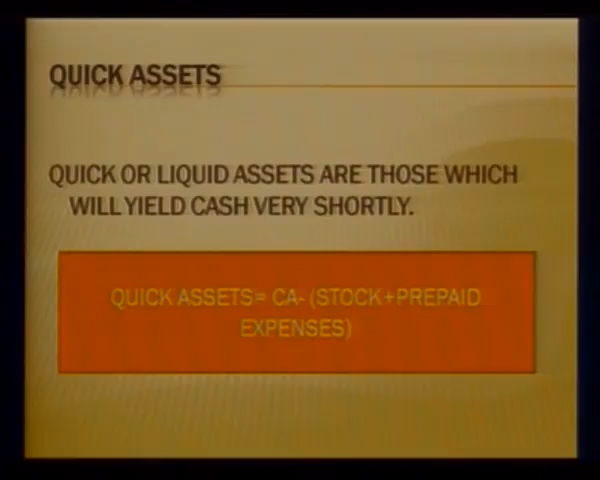 QUICK ASSETS
QUICK OR LIQUID ASSETS ARE THOSE WHICH
WILL YIELD CASH VERY SHORTLY.
QUICK ASSETS= CA- (STOCK+PREPAID
EXPENSES)